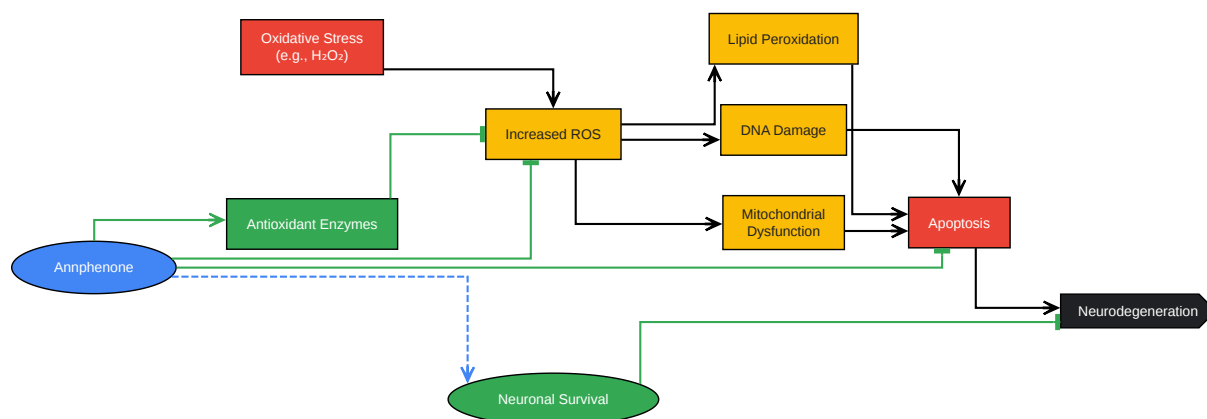 Oxidative Stress
(e.g., H₂O₂)
Lipid Peroxidation
Increased ROS
DNA Damage
Antioxidant Enzymes
Mitochondrial
Dysfunction
Apoptosis
Annphenone
Neurodegeneration
Neuronal Survival